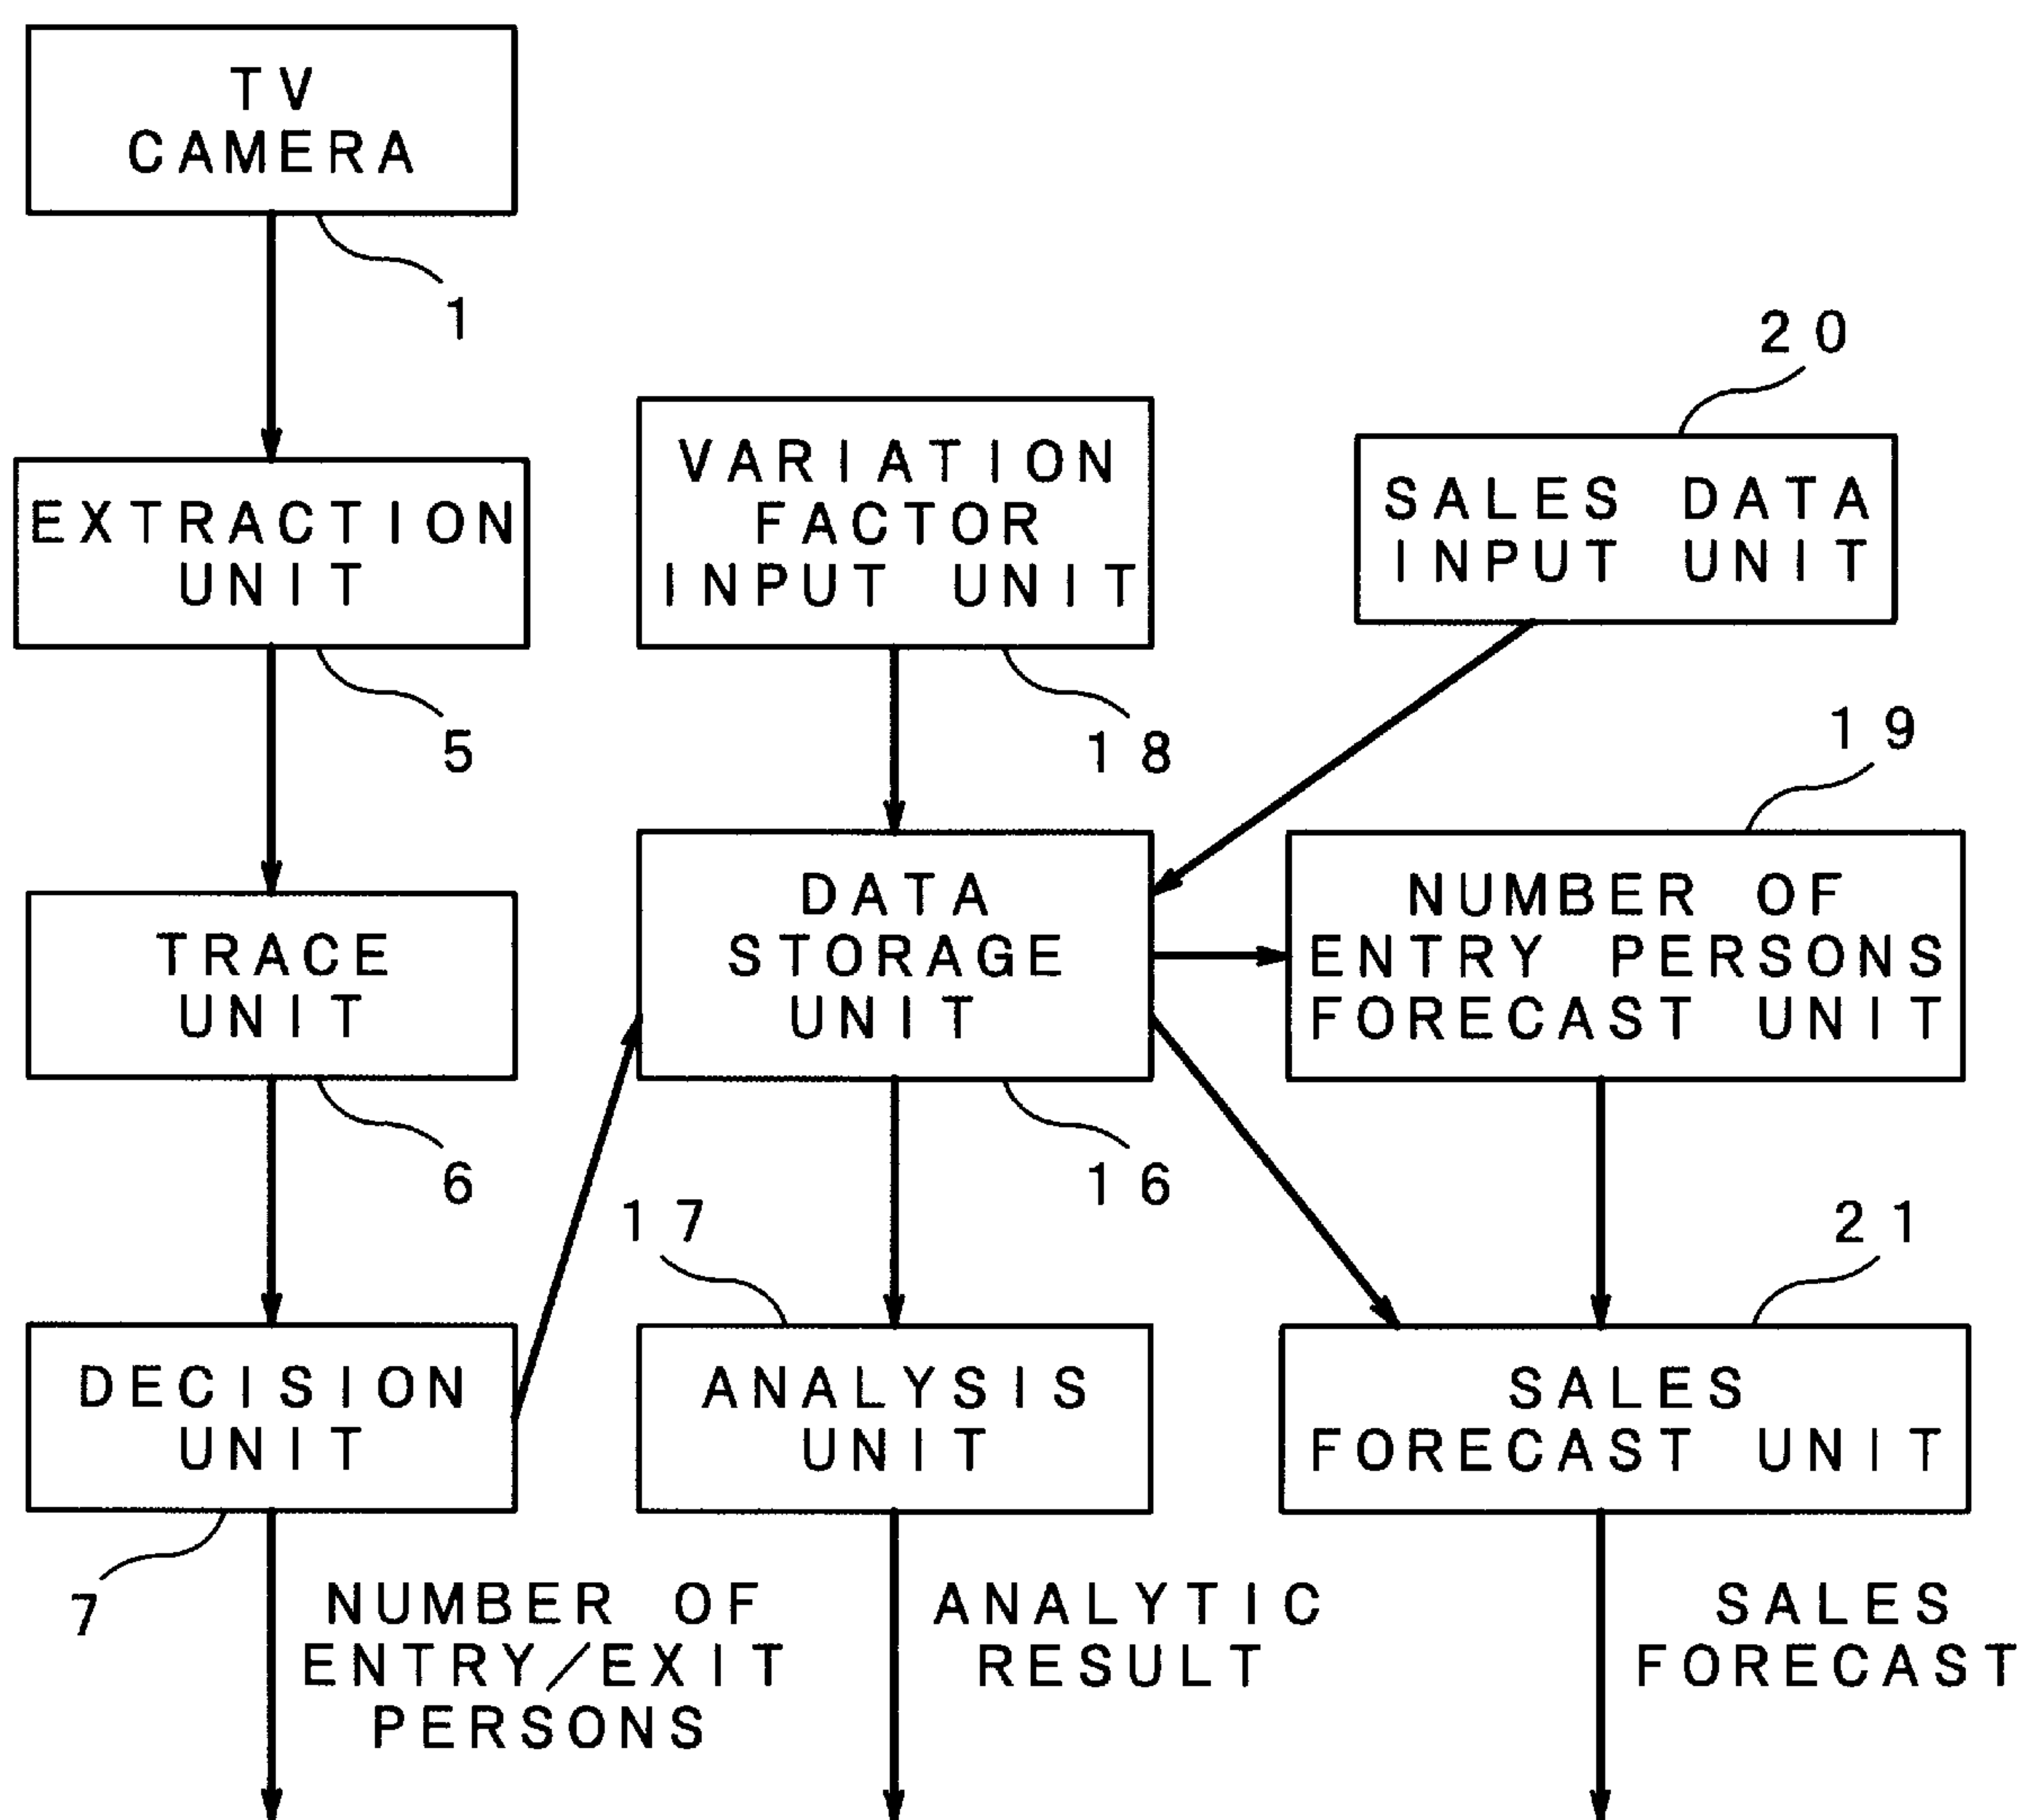 TV
CAMERA
1
20
VARIATION
FACTOR
INPUT UNIT
SALES DATA
INPUT UNIT
EXTRACTION
UNIT
5
18
19
DATA
STORAGE
UNIT
NUMBER OF
ENTRY PERSONS
FORECAST UNIT
TRACE
UNIT
6
16
17
21
DECISION
UNIT
ANALYSIS
UNIT
SALES
FORECAST UNIT
7
NUMBER OF
ENTRY/EXIT
PERSONS
ANALYTIC
RESULT
SALES
FORECAST